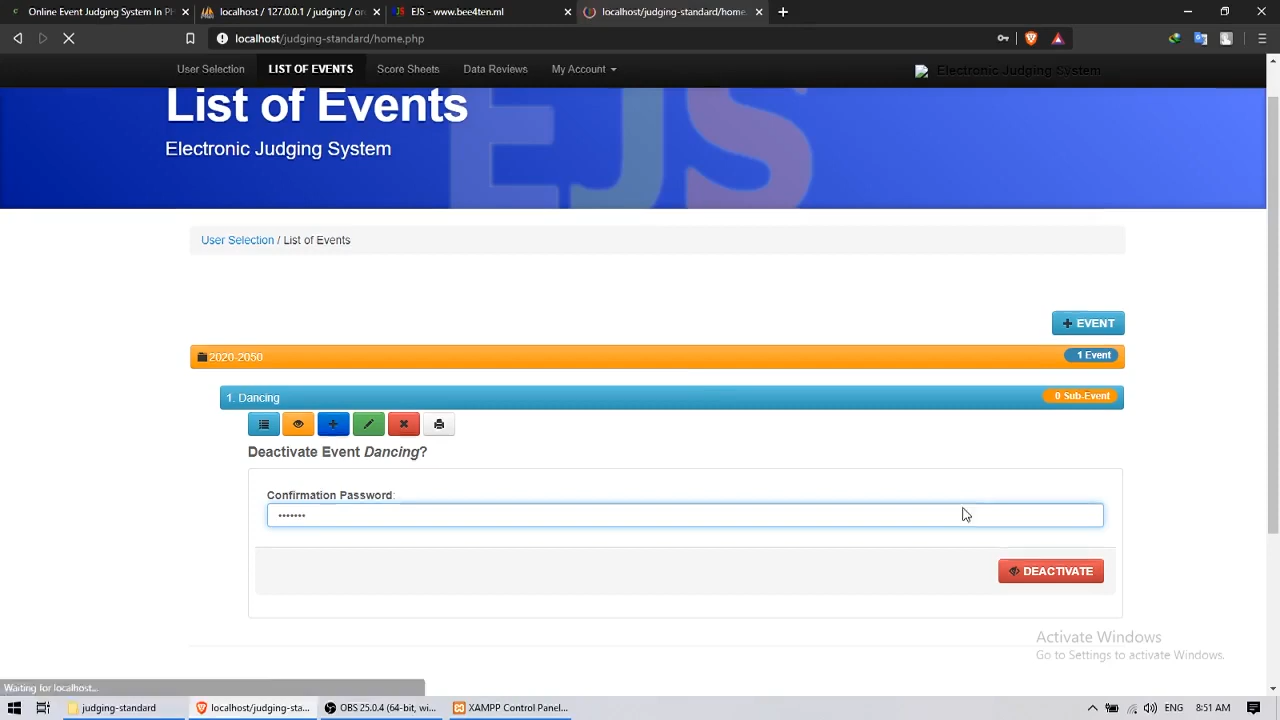 Online Event Judging System In PH
localhost / 127.0.0.1 / judging / or
EJS - www.bee4ten.ml
localhost/judging-standard/home.
localhost/judging-standard/home.php
User Selection
LIST OF EVENTS
Score Sheets
Data Reviews
My Account
Electronic Judging System
List of Events
Electronic Judging System
EJS
User Selection / List of Events
+ EVENT
2020-2050
1 Event
1. Dancing
0 Sub-Event
Deactivate Event Dancing?
Confirmation Password:
•••••••
DEACTIVATE
Activate Windows
Go to Settings to activate Windows.
Waiting for localhost...
judging-standard
localhost/judging-sta...
OBS 25.0.4 (64-bit, wi...
XAMPP Control Panel...
ENG
8:51 AM